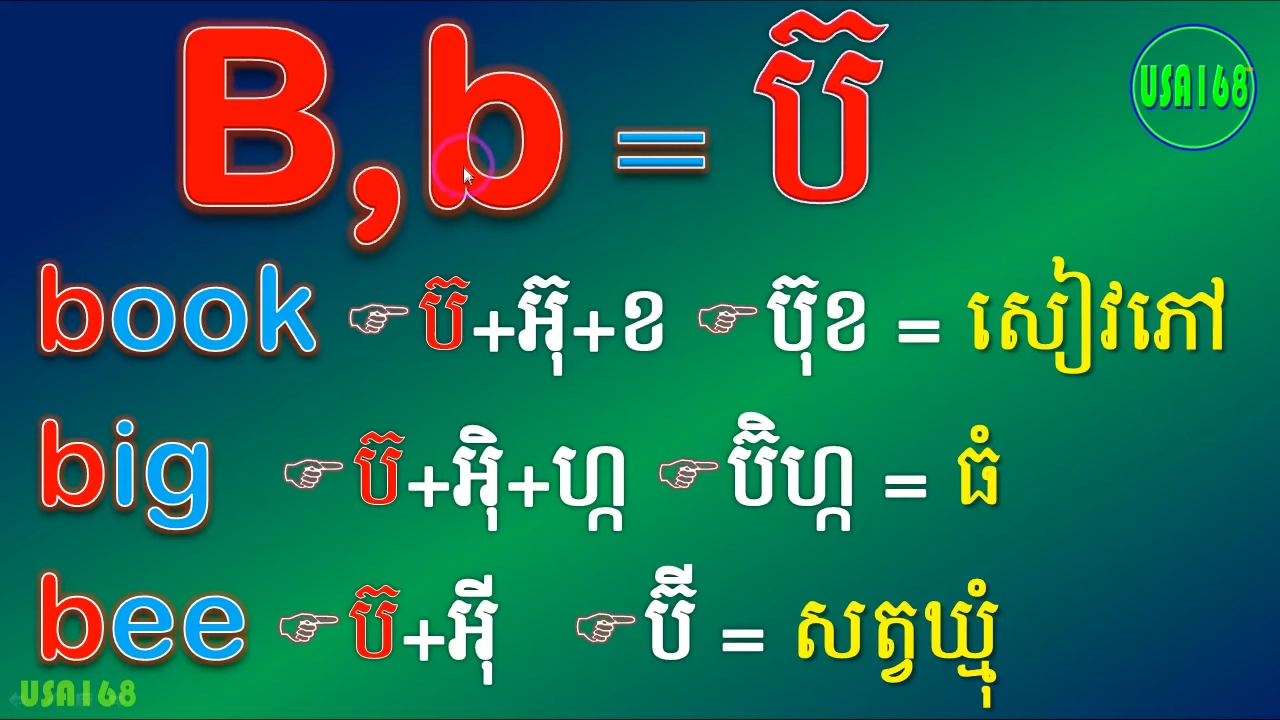 B,b = ប៊
USA168
book ☞ ប៊+អ៊ុ+ខ ☞ ប៊ុខ = សៀវភៅ
big ☞ ប៊+អ៊ិ+ហ្គ ☞ ប៊ិហ្គ = ធំ
bee ☞ ប៊+អ៊ី ☞ ប៊ី = សត្វឃ្មុំ
USA168